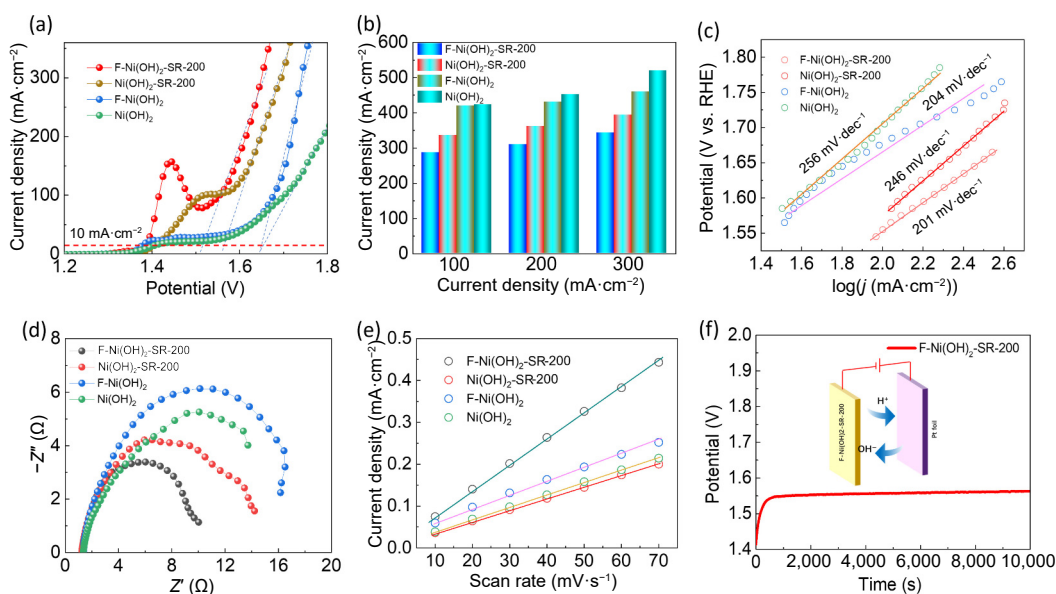 (a)
360
300
240
180
120
60
0
Current density (mA·cm⁻²)
F-Ni(OH)₂-SR-200
Ni(OH)₂-SR-200
F-Ni(OH)₂
Ni(OH)₂
10 mA·cm⁻²
1.2 1.4 1.6 1.8
Potential (V)
(b)
600
500
400
300
200
100
0
Current density (mA·cm⁻²)
F-Ni(OH)₂-SR-200
Ni(OH)₂-SR-200
F-Ni(OH)₂
Ni(OH)₂
100 200 300
Current density (mA·cm⁻²)
(c)
1.80
1.75
1.70
1.65
1.60
1.55
Potential (V vs. RHE)
F-Ni(OH)₂-SR-200
Ni(OH)₂-SR-200
F-Ni(OH)₂
Ni(OH)₂
204 mV·dec⁻¹
256 mV·dec⁻¹
246 mV·dec⁻¹
201 mV·dec⁻¹
1.4 1.6 1.8 2.0 2.2 2.4 2.6 2.8
log(j (mA·cm⁻²))
(d)
8
6
4
2
0
−Z″ (Ω)
F-Ni(OH)₂-SR-200
Ni(OH)₂-SR-200
F-Ni(OH)₂
Ni(OH)₂
0 4 8 12 16 20
Z′ (Ω)
(e)
0.5
0.4
0.3
0.2
0.1
0.0
Current density (mA·cm⁻²)
F-Ni(OH)₂-SR-200
Ni(OH)₂-SR-200
F-Ni(OH)₂
Ni(OH)₂
10 20 30 40 50 60 70
Scan rate (mV·s⁻¹)
(f)
2.0
1.9
1.8
1.7
1.6
1.5
1.4
Potential (V)
F-Ni(OH)₂-SR-200
F-Ni(OH)2-SR-200
H⁺
OH⁻
Pt foil
0 2,000 4,000 6,000 8,000 10,000
Time (s)